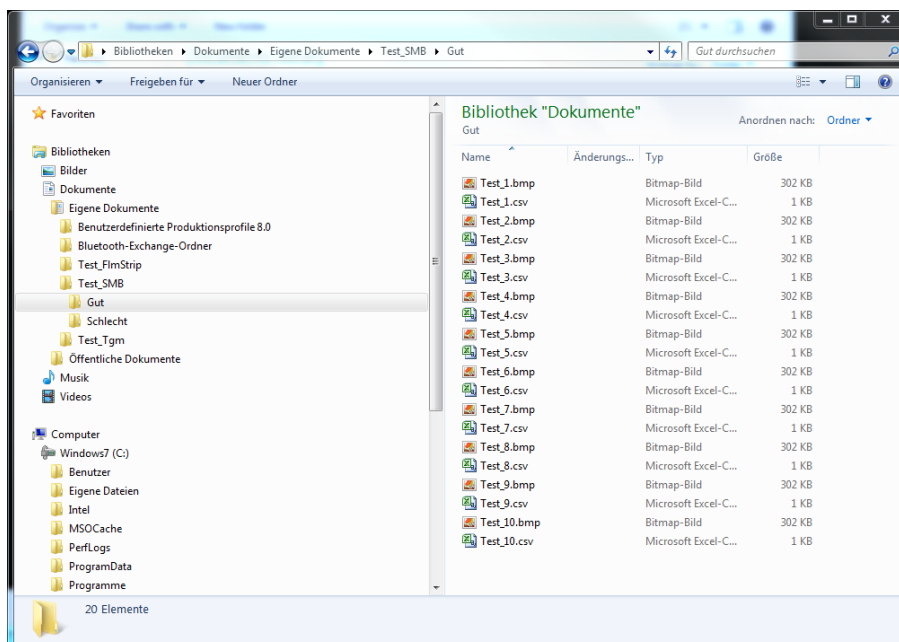 Bibliotheken Dokumente Eigene Dokumente Test_SMB Gut
Gut durchsuchen
Organisieren Freigeben für Neuer Ordner
Favoriten
Bibliotheken
Bilder
Dokumente
Eigene Dokumente
Benutzerdefinierte Produktionsprofile 8.0
Bluetooth-Exchange-Ordner
Test_FlmStrip
Test_SMB
Gut
Schlecht
Test_Tgm
Öffentliche Dokumente
Musik
Videos
Computer
Windows7 (C:)
Benutzer
Eigene Dateien
Intel
MSOCache
PerfLogs
ProgramData
Programme
Bibliothek "Dokumente"
Gut
Anordnen nach: Ordner
Name Änderungs... Typ Größe
Test_1.bmp Bitmap-Bild 302 KB
Test_1.csv Microsoft Excel-C... 1 KB
Test_2.bmp Bitmap-Bild 302 KB
Test_2.csv Microsoft Excel-C... 1 KB
Test_3.bmp Bitmap-Bild 302 KB
Test_3.csv Microsoft Excel-C... 1 KB
Test_4.bmp Bitmap-Bild 302 KB
Test_4.csv Microsoft Excel-C... 1 KB
Test_5.bmp Bitmap-Bild 302 KB
Test_5.csv Microsoft Excel-C... 1 KB
Test_6.bmp Bitmap-Bild 302 KB
Test_6.csv Microsoft Excel-C... 1 KB
Test_7.bmp Bitmap-Bild 302 KB
Test_7.csv Microsoft Excel-C... 1 KB
Test_8.bmp Bitmap-Bild 302 KB
Test_8.csv Microsoft Excel-C... 1 KB
Test_9.bmp Bitmap-Bild 302 KB
Test_9.csv Microsoft Excel-C... 1 KB
Test_10.bmp Bitmap-Bild 302 KB
Test_10.csv Microsoft Excel-C... 1 KB
20 Elemente